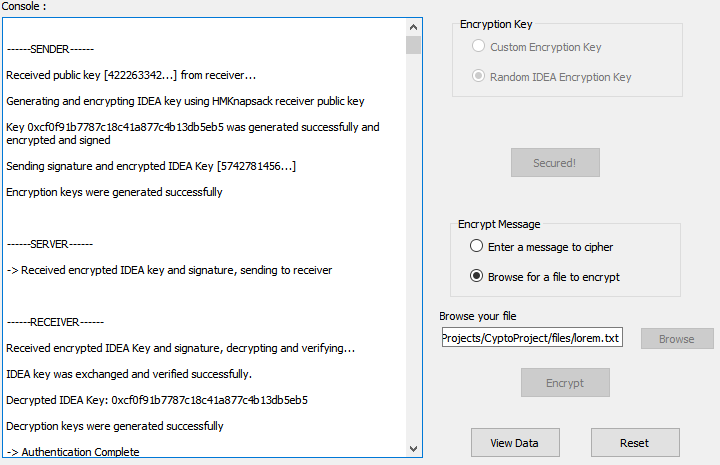 Console :
------SENDER------
Received public key [422263342...] from receiver...
Generating and encrypting IDEA key using HMKnapsack receiver public key
Key 0xcf0f91b7787c18c41a877c4b13db5eb5 was generated successfully and
encrypted and signed
Sending signature and encrypted IDEA Key [5742781456...]
Encryption keys were generated successfully
------SERVER------
-> Received encrypted IDEA key and signature, sending to receiver
------RECEIVER------
Received encrypted IDEA Key and signature, decrypting and verifying...
IDEA key was exchanged and verified successfully.
Decrypted IDEA Key: 0xcf0f91b7787c18c41a877c4b13db5eb5
Decryption keys were generated successfully
-> Authentication Complete
Encryption Key
Custom Encryption Key
Random IDEA Encryption Key
Secured!
Encrypt Message
Enter a message to cipher
Browse for a file to encrypt
Browse your file
Projects/CyptoProject/files/lorem.txt
Browse
Encrypt
View Data
Reset